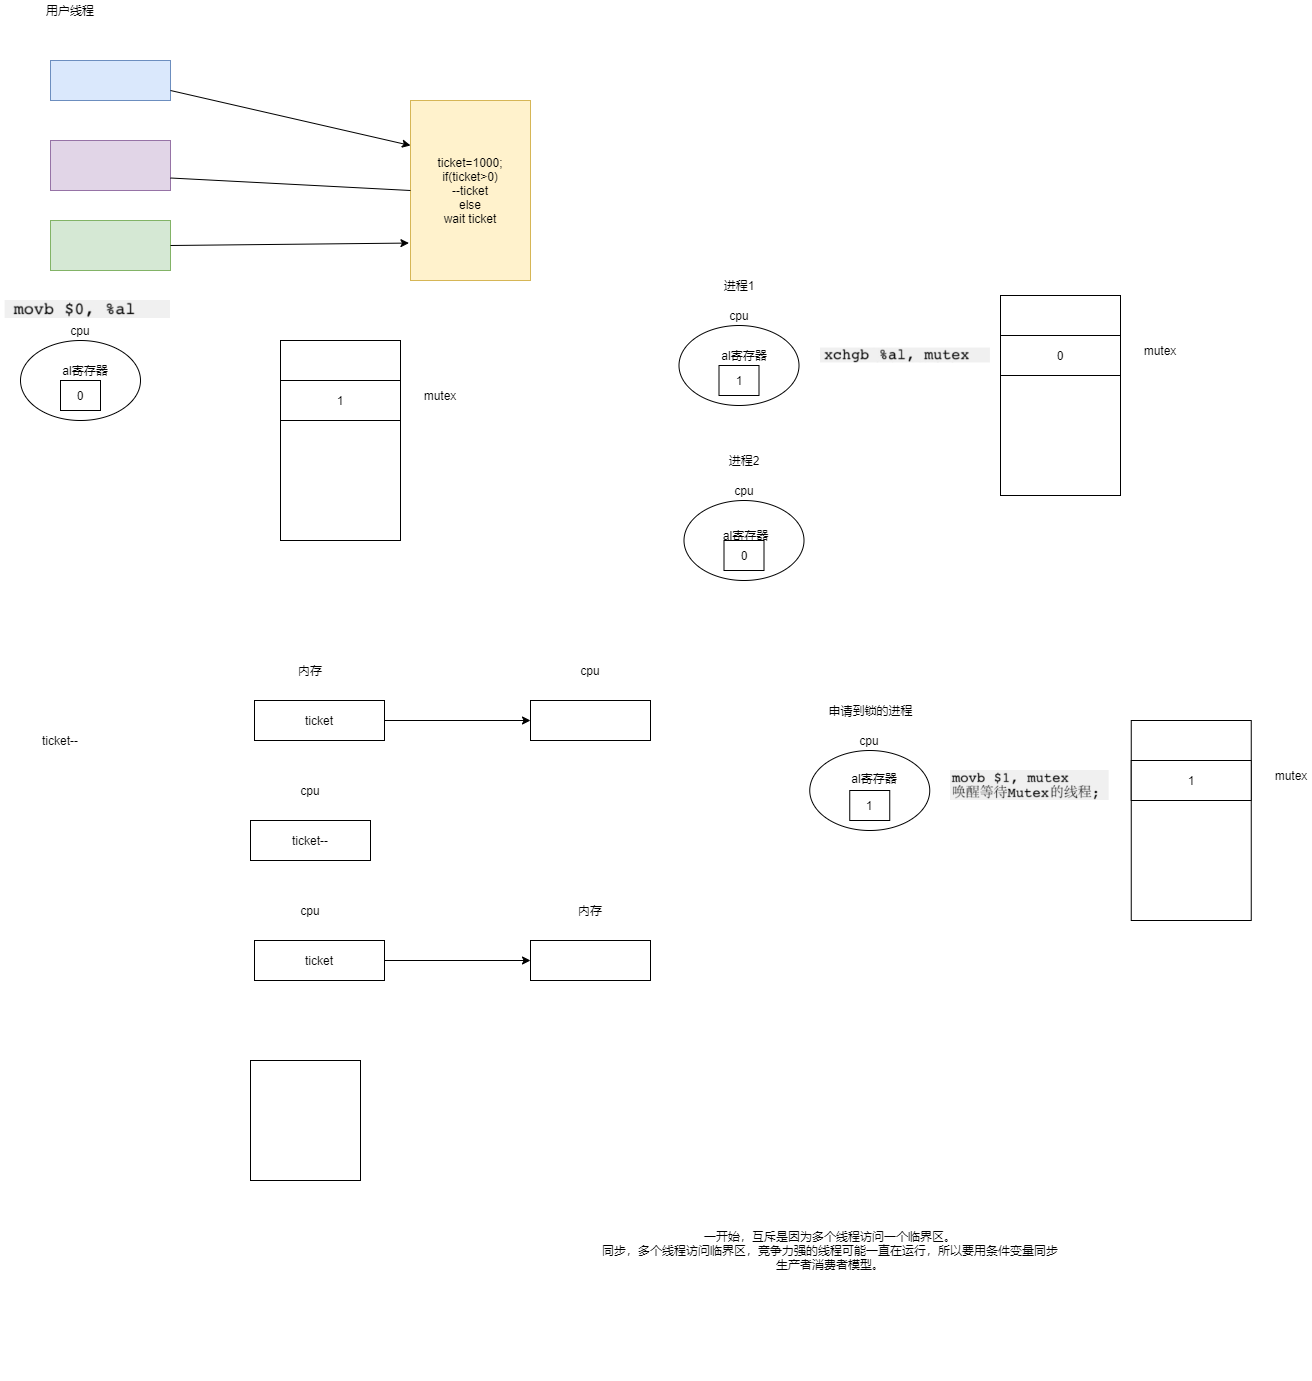 用户线程
ticket=1000;
if(ticket>0)
--ticket
else
wait ticket
movb $0, %al
cpu
al寄存器
0
1
mutex
进程1
cpu
al寄存器
1
xchgb %al, mutex
0
mutex
进程2
cpu
al寄存器
0
内存
cpu
ticket
ticket--
cpu
ticket--
cpu
内存
ticket
申请到锁的进程
cpu
al寄存器
1
movb $1, mutex
唤醒等待Mutex的线程;
1
mutex
一开始，互斥是因为多个线程访问一个临界区。
同步，多个线程访问临界区，竞争力强的线程可能一直在运行，所以要用条件变量同步
生产者消费者模型。